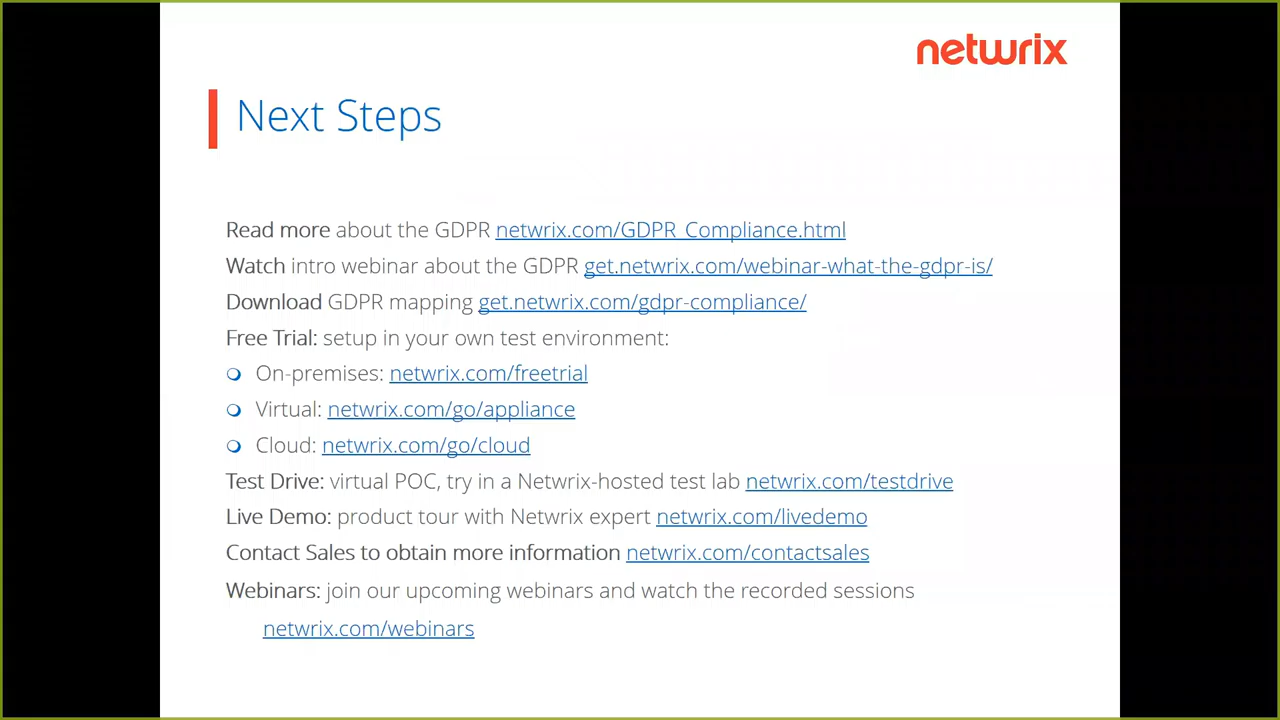 netwrix
Next Steps
Read more about the GDPR netwrix.com/GDPR_Compliance.html
Watch intro webinar about the GDPR get.netwrix.com/webinar-what-the-gdpr-is/
Download GDPR mapping get.netwrix.com/gdpr-compliance/
Free Trial: setup in your own test environment:
On-premises: netwrix.com/freetrial
Virtual: netwrix.com/go/appliance
Cloud: netwrix.com/go/cloud
Test Drive: virtual POC, try in a Netwrix-hosted test lab netwrix.com/testdrive
Live Demo: product tour with Netwrix expert netwrix.com/livedemo
Contact Sales to obtain more information netwrix.com/contactsales
Webinars: join our upcoming webinars and watch the recorded sessions
netwrix.com/webinars